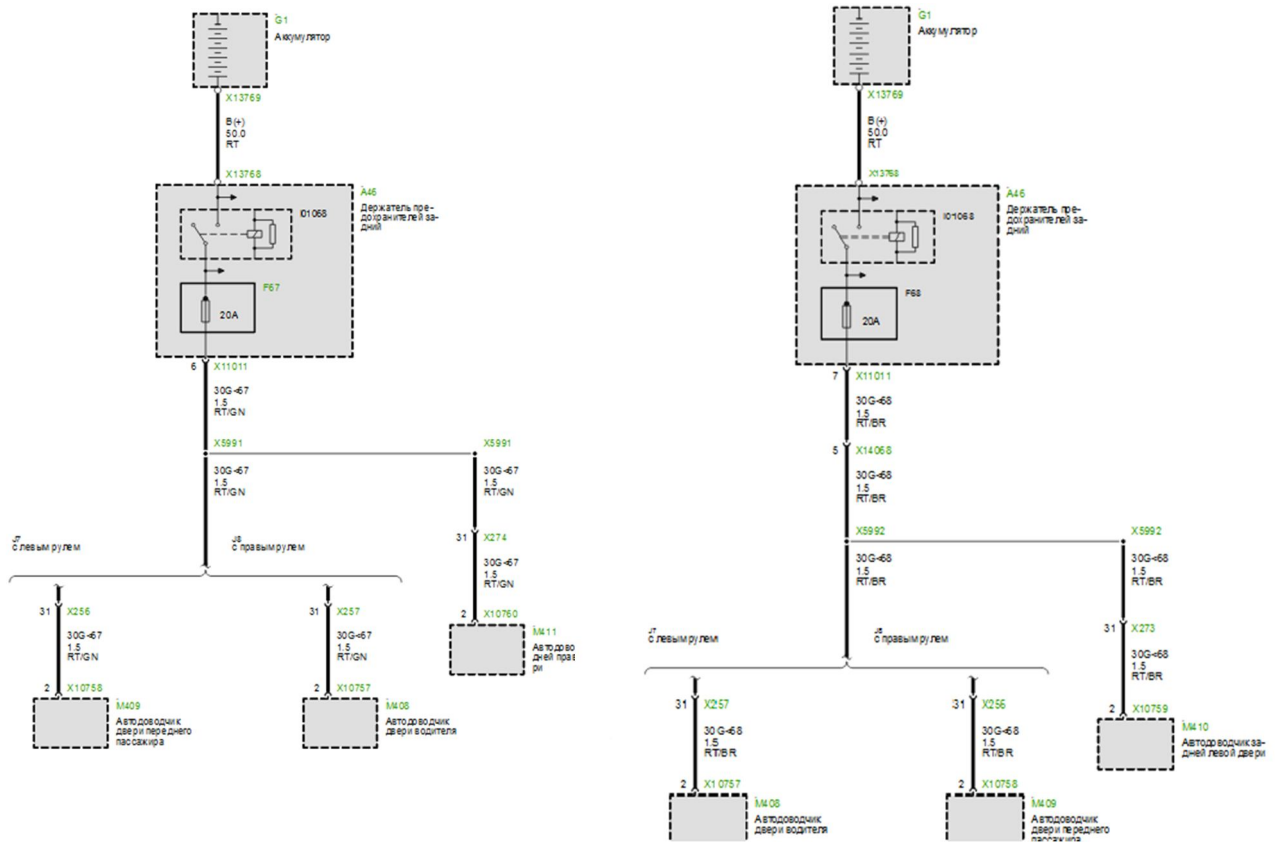 G1
Аккумулятор
X13769
B(+)
50.0
RT
X13768
A46
Держатель пре-
дохранителей за-
дний
I01068
F67
20A
6 X11011
30G<67
1.5
RT/GN
X5991
X5991
30G<67
1.5
RT/GN
30G<67
1.5
RT/GN
31 X274
30G<67
1.5
RT/GN
2 X10760
M411
Автодово
дней прав
ри
J7
с левым рулем
J8
с правым рулем
31 X256
30G<67
1.5
RT/GN
2 X10758
M409
Автодоводчик
двери переднего
пассажира
31 X257
30G<67
1.5
RT/GN
2 X10757
M408
Автодоводчик
двери водителя
G1
Аккумулятор
X13769
B(+)
50.0
RT
X13768
A46
Держатель пре-
дохранителей за-
дний
I01068
F68
20A
7 X11011
30G<68
1.5
RT/BR
5 X14068
30G<68
1.5
RT/BR
X5992
X5992
30G<68
1.5
RT/BR
30G<68
1.5
RT/BR
31 X273
30G<68
1.5
RT/BR
2 X10759
M410
Автодоводчик за-
дней левой двери
J7
с левым рулем
с правым рулем
31 X257
30G<68
1.5
RT/BR
2 X10757
M408
Автодоводчик
двери водителя
31 X256
30G<68
1.5
RT/BR
2 X10758
M409
Автодоводчик
двери переднего
пассажира